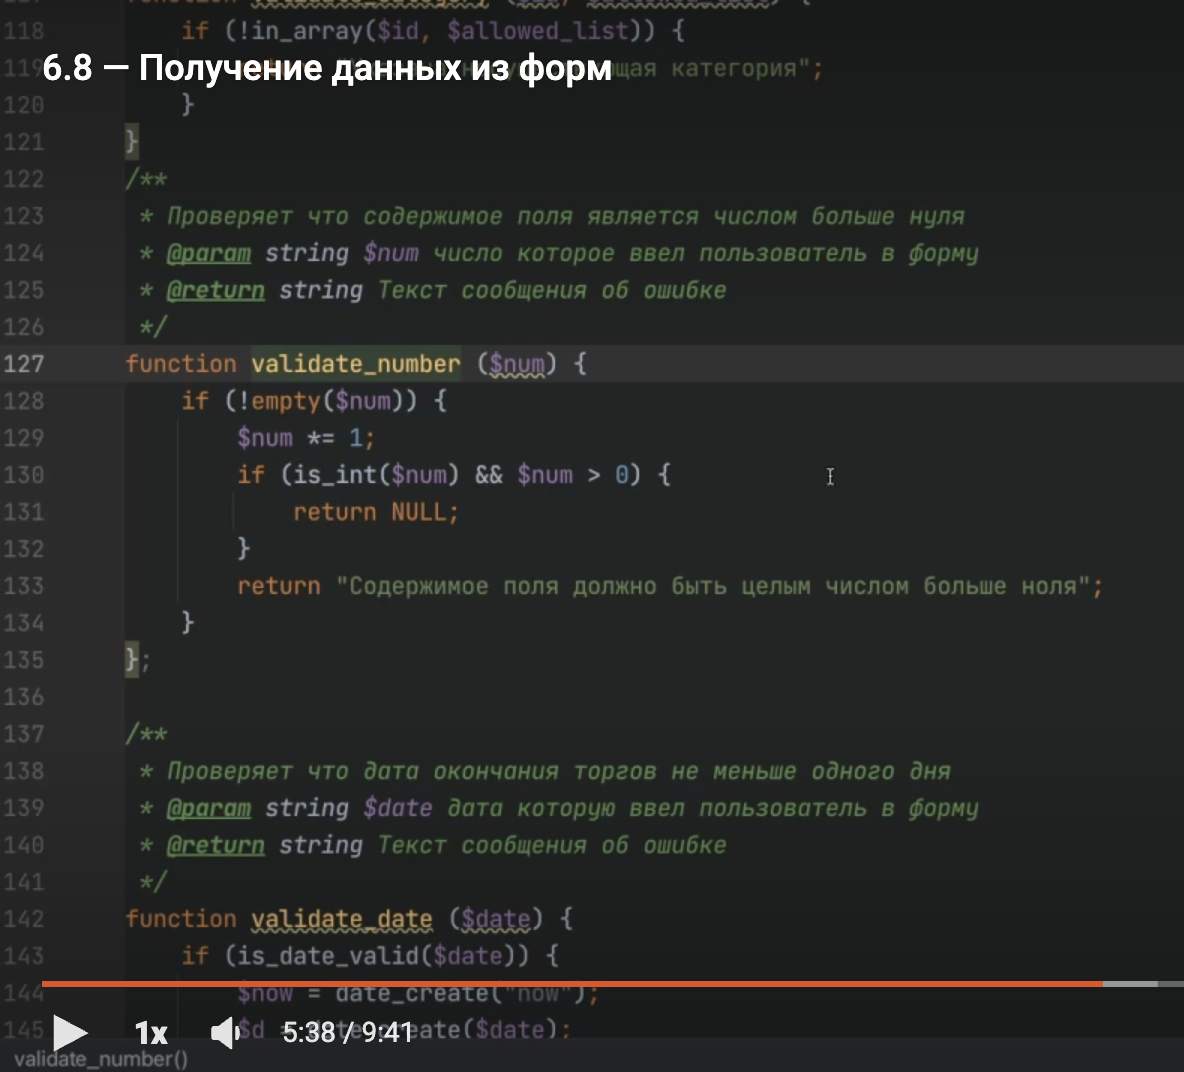 118 if (!in_array($id, $allowed_list)) {
6.8 — Получение данных из форм
119 категория";
120 }
121 }
122 /**
123 * Проверяет что содержимое поля является числом больше нуля
124 * @param string $num число которое ввел пользователь в форму
125 * @return string Текст сообщения об ошибке
126 */
127 function validate_number ($num) {
128 if (!empty($num)) {
129 $num *= 1;
130 if (is_int($num) && $num > 0) {
131 return NULL;
132 }
133 return "Содержимое поля должно быть целым числом больше ноля";
134 }
135 };
136
137 /**
138 * Проверяет что дата окончания торгов не меньше одного дня
139 * @param string $date дата которую ввел пользователь в форму
140 * @return string Текст сообщения об ошибке
141 */
142 function validate_date ($date) {
143 if (is_date_valid($date)) {
144 $now = date_create("now");
145 $d = date_create($date);
1x 5:38 / 9:41
validate_number()